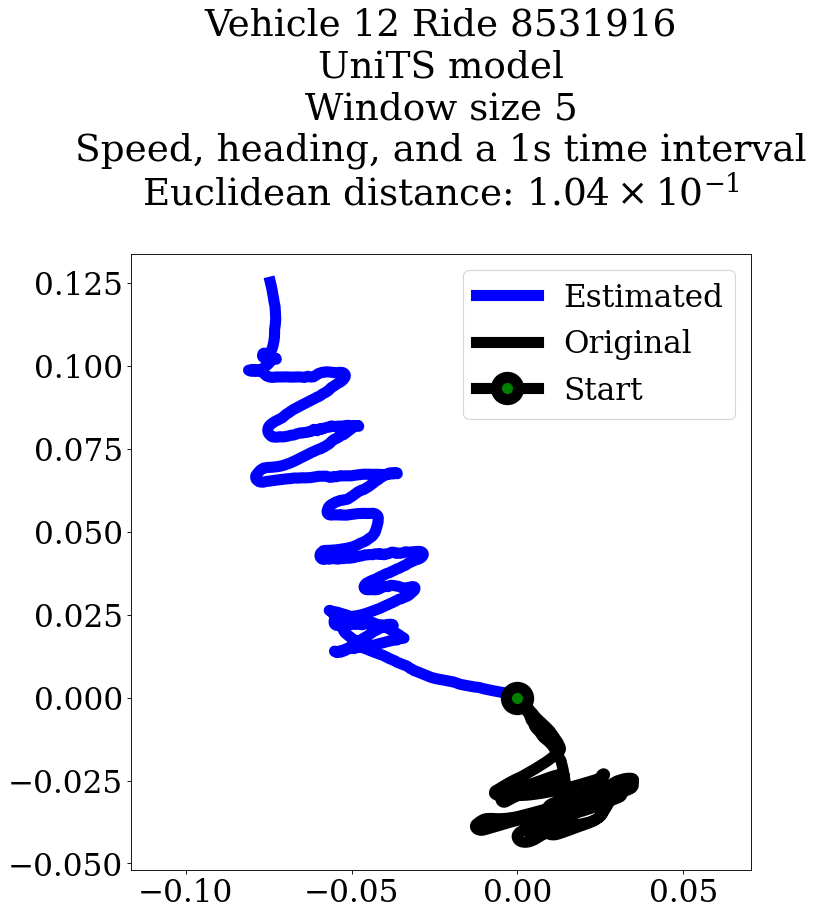 Vehicle 12 Ride 8531916
UniTS model
Window size 5
Speed, heading, and a 1s time interval
Euclidean distance: 1.04 × 10⁻¹
Estimated
Original
Start
0.125
0.100
0.075
0.050
0.025
0.000
−0.025
−0.050
−0.10 −0.05 0.00 0.05